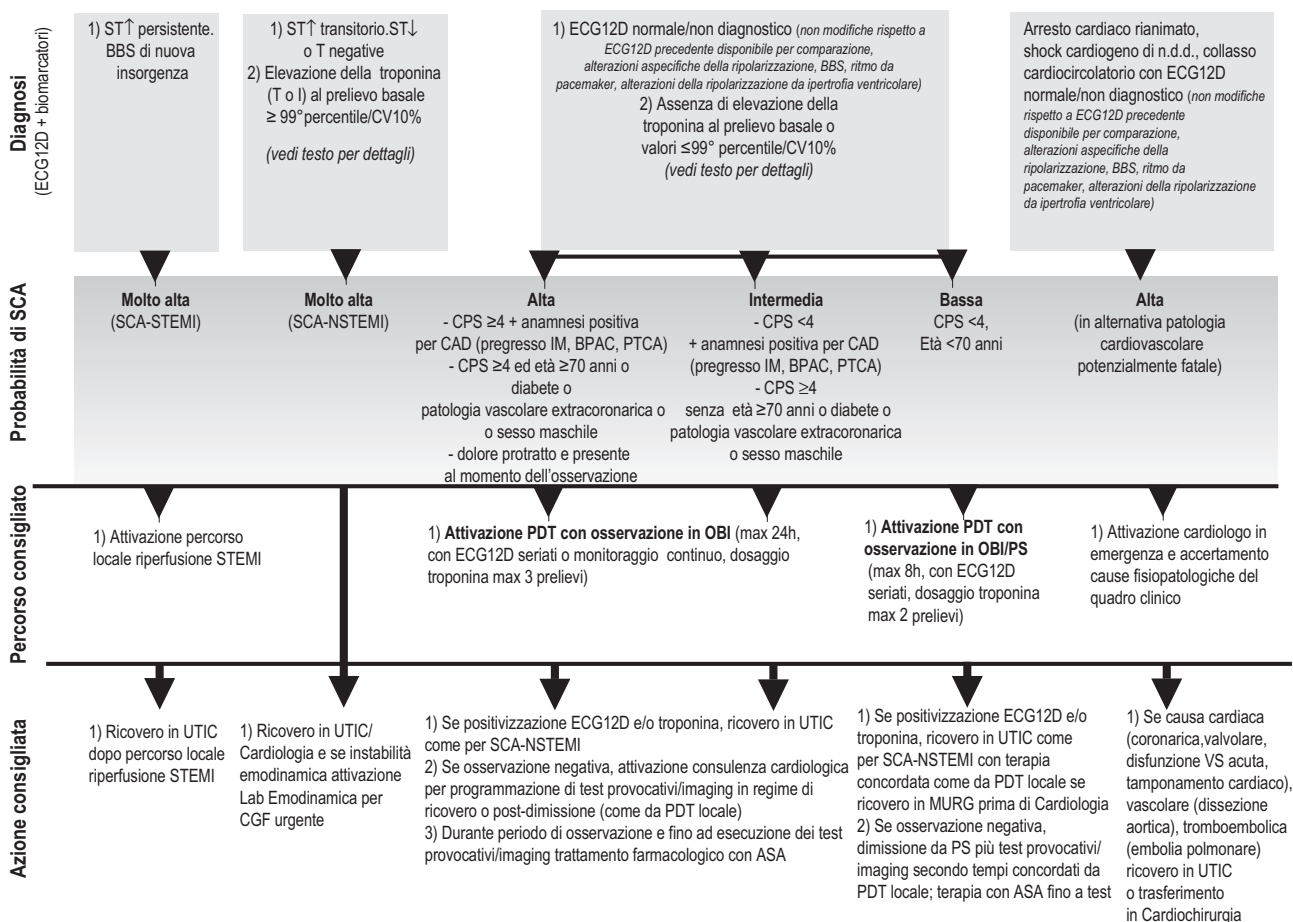 Diagnosi
(ECG12D + biomarcatori)
1) ST↑ persistente.
BBS di nuova
insorgenza
1) ST↑ transitorio.ST↓
o T negative
2) Elevazione della troponina
(T o I) al prelievo basale
≥ 99°percentile/CV10%
(vedi testo per dettagli)
1) ECG12D normale/non diagnostico (non modifiche rispetto a
ECG12D precedente disponibile per comparazione,
alterazioni aspecifiche della ripolarizzazione, BBS, ritmo da
pacemaker, alterazioni della ripolarizzazione da ipertrofia ventricolare)
2) Assenza di elevazione della
troponina al prelievo basale o
valori ≤99° percentile/CV10%
(vedi testo per dettagli)
Arresto cardiaco rianimato,
shock cardiogeno di n.d.d., collasso
cardiocircolatorio con ECG12D
normale/non diagnostico (non modifiche
rispetto a ECG12D precedente
disponibile per comparazione,
alterazioni aspecifiche della
ripolarizzazione, BBS, ritmo da
pacemaker, alterazioni della ripolarizzazione
da ipertrofia ventricolare)
Probabilità di SCA
Molto alta
(SCA-STEMI)
Molto alta
(SCA-NSTEMI)
Alta
- CPS ≥4 + anamnesi positiva
per CAD (pregresso IM, BPAC, PTCA)
- CPS ≥4 ed età ≥70 anni o
diabete o
patologia vascolare extracoronarica o
o sesso maschile
- dolore protratto e presente
al momento dell'osservazione
Intermedia
- CPS <4
+ anamnesi positiva per CAD
(pregresso IM, BPAC, PTCA)
- CPS ≥4
senza età ≥70 anni o diabete o
patologia vascolare extracoronarica
o sesso maschile
Bassa
CPS <4,
Età <70 anni
Alta
(in alternativa patologia
cardiovascolare
potenzialmente fatale)
Percorso consigliato
1) Attivazione percorso
locale riperfusione STEMI
1) Attivazione PDT con osservazione in OBI (max 24h,
con ECG12D seriati o monitoraggio continuo, dosaggio
troponina max 3 prelievi)
1) Attivazione PDT con
osservazione in OBI/PS
(max 8h, con ECG12D
seriati, dosaggio troponina
max 2 prelievi)
1) Attivazione cardiologo in
emergenza e accertamento
cause fisiopatologiche del
quadro clinico
Azione consigliata
1) Ricovero in UTIC
dopo percorso locale
riperfusione STEMI
1) Ricovero in UTIC/
Cardiologia e se instabilità
emodinamica attivazione
Lab Emodinamica per
CGF urgente
1) Se positivizzazione ECG12D e/o troponina, ricovero in UTIC
come per SCA-NSTEMI
2) Se osservazione negativa, attivazione consulenza cardiologica
per programmazione di test provocativi/imaging in regime di
ricovero o post-dimissione (come da PDT locale)
3) Durante periodo di osservazione e fino ad esecuzione dei test
provocativi/imaging trattamento farmacologico con ASA
1) Se positivizzazione ECG12D e/o
troponina, ricovero in UTIC come
per SCA-NSTEMI con terapia
concordata come da PDT locale se
ricovero in MURG prima di Cardiologia
2) Se osservazione negativa,
dimissione da PS più test provocativi/
imaging secondo tempi concordati da
PDT locale; terapia con ASA fino a test
1) Se causa cardiaca
(coronarica,valvolare,
disfunzione VS acuta,
tamponamento cardiaco),
vascolare (dissezione
aortica), tromboembolica
(embolia polmonare)
ricovero in UTIC
o trasferimento
in Cardiochirurgia